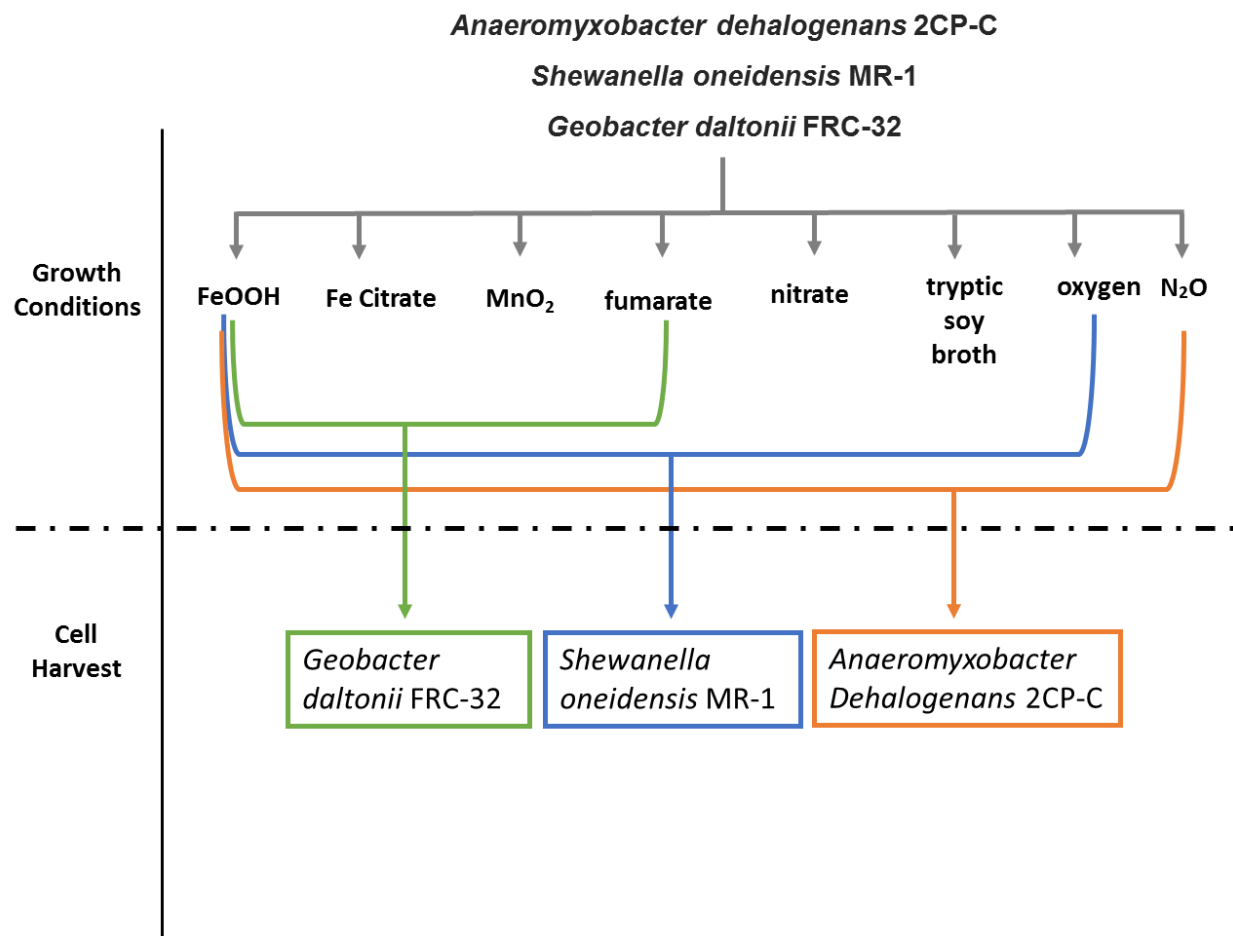 Anaeromyxobacter dehalogenans 2CP-C
Shewanella oneidensis MR-1
Geobacter daltonii FRC-32
Growth
Conditions
FeOOH
Fe Citrate
MnO₂
fumarate
nitrate
tryptic
soy
broth
oxygen
N₂O
Cell
Harvest
Geobacter
daltonii FRC-32
Shewanella
oneidensis MR-1
Anaeromyxobacter
Dehalogenans 2CP-C